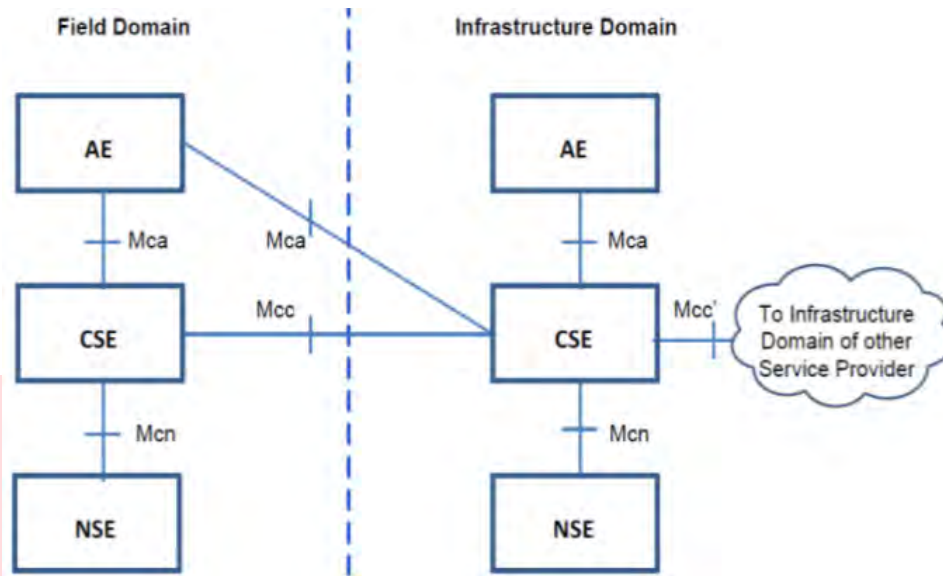 Field Domain
Infrastructure Domain
AE
AE
Mca
Mca
Mca
Mcc
Mcc'
CSE
CSE
To Infrastructure
Domain of other
Service Provider
Mcn
Mcn
NSE
NSE